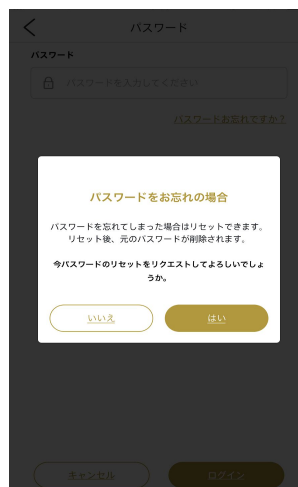 パスワード
パスワード
パスワードを入力してください
パスワードお忘れですか？
パスワードをお忘れの場合
パスワードを忘れてしまった場合はリセットできます。
リセット後、元のパスワードが削除されます。
今パスワードのリセットをリクエストしてよろしいでしょ
うか。
いいえ
はい
キャンセル
ログイン